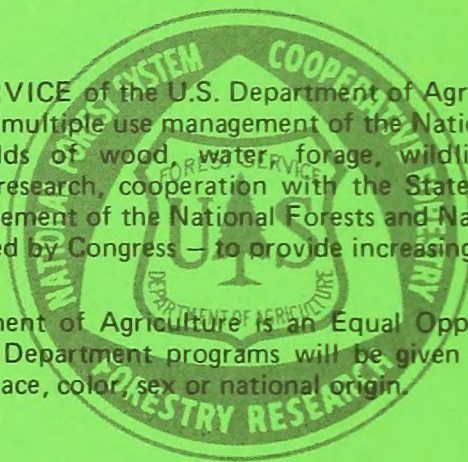 RVICE of the U.S. Department of Agr
multiple use management of the Natio
lds of wood, water, forage, wildli
research, cooperation with the State
ement of the National Forests and Na
ed by Congress — to provide increasing
ment of Agriculture is an Equal Opp
Department programs will be given
ace, color, sex or national origin.
NATIONAL FOREST SYSTEM
COOPERATIVE FORESTRY
FORESTRY RESEARCH
FOREST SERVICE
U S
DEPARTMENT OF AGRICULTURE